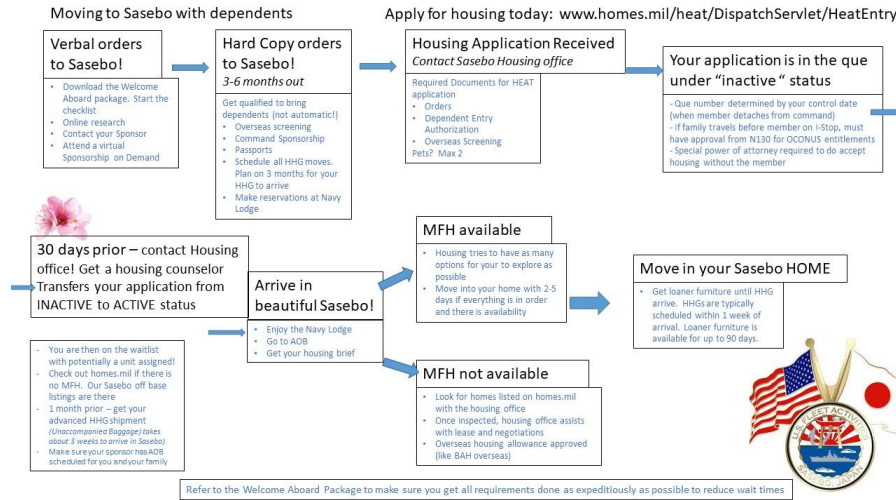 Moving to Sasebo with dependents
Apply for housing today: www.homes.mil/heat/DispatchServlet/HeatEntry
Verbal orders
to Sasebo!
• Download the Welcome
Aboard package. Start the
checklist
• Online research
• Contact your Sponsor
• Attend a virtual
Sponsorship on Demand
Hard Copy orders
to Sasebo!
3-6 months out
Get qualified to bring
dependents (not automatic!)
• Overseas screening
• Command Sponsorship
• Passports
• Schedule all HHG moves.
Plan on 3 months for your
HHG to arrive
• Make reservations at Navy
Lodge
Housing Application Received
Contact Sasebo Housing office
Required Documents for HEAT
application
• Orders
• Dependent Entry
Authorization
• Overseas Screening
Pets? Max 2
Your application is in the que
under “inactive “ status
- Que number determined by your control date
(when member detaches from command)
- If family travels before member on I-Stop, must
have approval from N130 for OCONUS entitlements
- Special power of attorney required to do accept
housing without the member
30 days prior – contact Housing
office! Get a housing counselor
Transfers your application from
INACTIVE to ACTIVE status
- You are then on the waitlist
with potentially a unit assigned!
- Check out homes.mil if there is
no MFH. Our Sasebo off base
listings are there
- 1 month prior – get your
advanced HHG shipment
(Unaccompanied Baggage) takes
about 3 weeks to arrive in Sasebo)
- Make sure your sponsor has AOB
scheduled for you and your family
Arrive in
beautiful Sasebo!
• Enjoy the Navy Lodge
• Go to AOB
• Get your housing brief
MFH available
• Housing tries to have as many
options for your to explore as
possible
• Move into your home with 2-5
days if everything is in order
and there is availability
MFH not available
• Look for homes listed on homes.mil
with the housing office
• Once inspected, housing office assists
with lease and negotiations
• Overseas housing allowance approved
(like BAH overseas)
Move in your Sasebo HOME
• Get loaner furniture until HHG
arrive. HHGs are typically
scheduled within 1 week of
arrival. Loaner furniture is
available for up to 90 days.
U.S. FLEET ACTIVITIES
SASEBO, JAPAN
Refer to the Welcome Aboard Package to make sure you get all requirements done as expeditiously as possible to reduce wait times